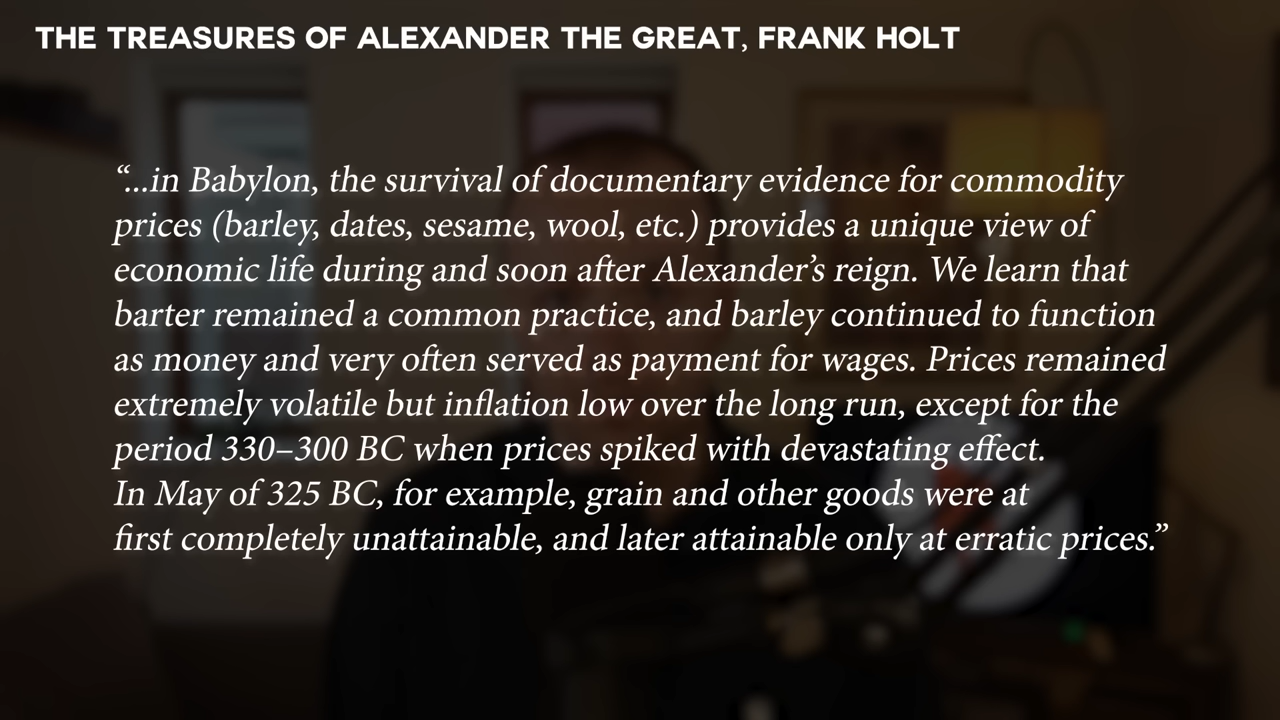 THE TREASURES OF ALEXANDER THE GREAT, FRANK HOLT
“...in Babylon, the survival of documentary evidence for commodity
prices (barley, dates, sesame, wool, etc.) provides a unique view of
economic life during and soon after Alexander’s reign. We learn that
barter remained a common practice, and barley continued to function
as money and very often served as payment for wages. Prices remained
extremely volatile but inflation low over the long run, except for the
period 330–300 BC when prices spiked with devastating effect.
In May of 325 BC, for example, grain and other goods were at
first completely unattainable, and later attainable only at erratic prices.”